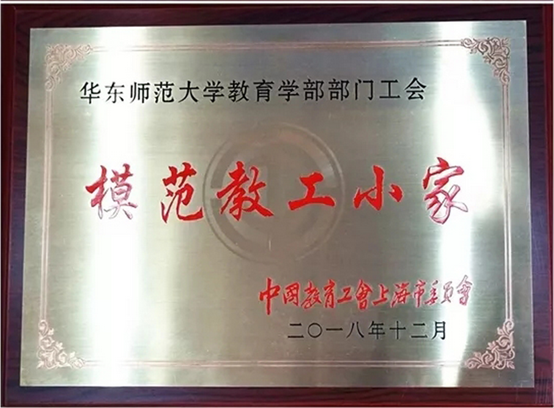 华东师范大学教育学部部门工会
模范教工小家
中国教育工會上海市委员會
二〇一八年十二月